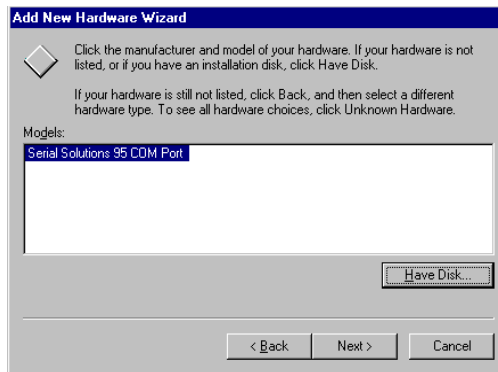 Add New Hardware Wizard
Click the manufacturer and model of your hardware. If your hardware is not
listed, or if you have an installation disk, click Have Disk.
If your hardware is still not listed, click Back, and then select a different
hardware type. To see all hardware choices, click Unknown Hardware.
Models:
Serial Solutions 95 COM Port
Have Disk...
< Back
Next >
Cancel